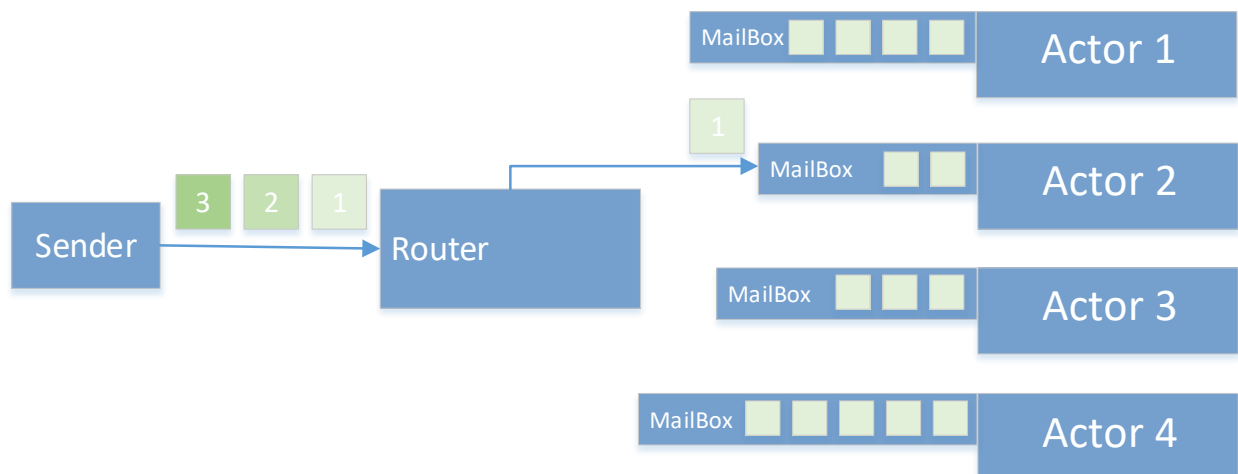 MailBox
Actor 1
1
MailBox
Actor 2
3 2 1
Sender
Router
MailBox
Actor 3
MailBox
Actor 4